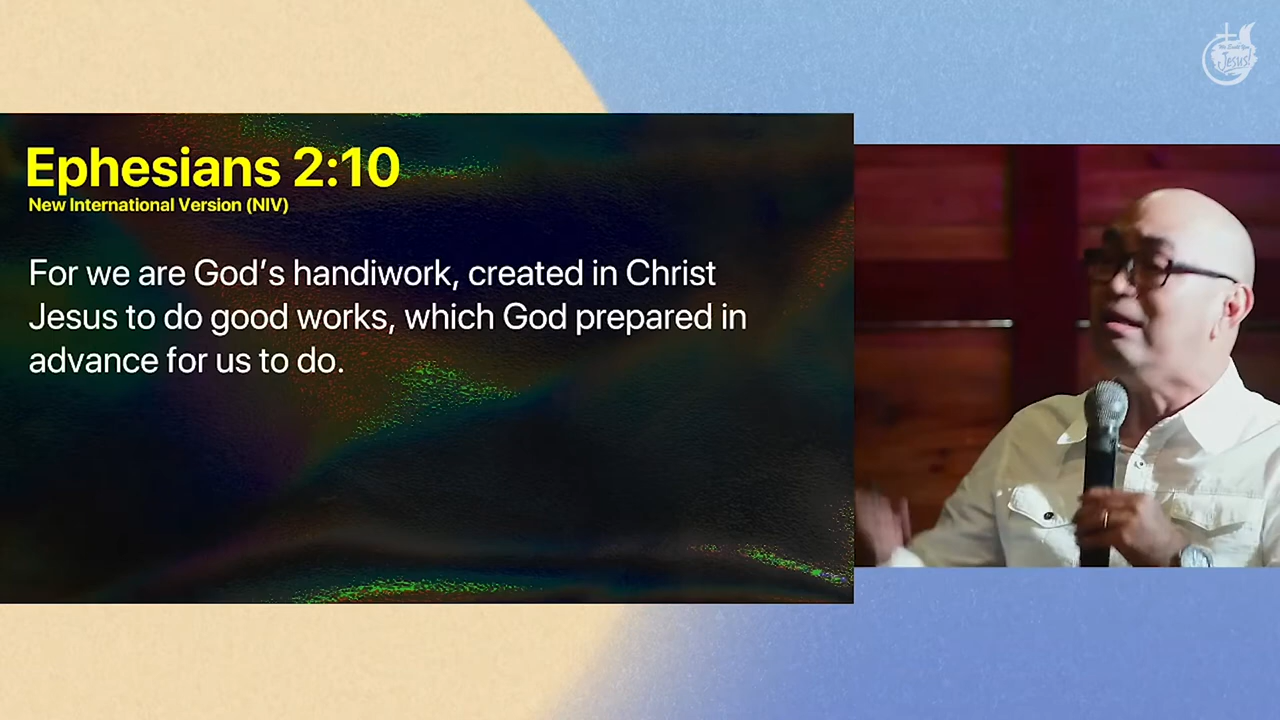 Ephesians 2:10
New International Version (NIV)
For we are God’s handiwork, created in Christ
Jesus to do good works, which God prepared in
advance for us to do.
Jesus!